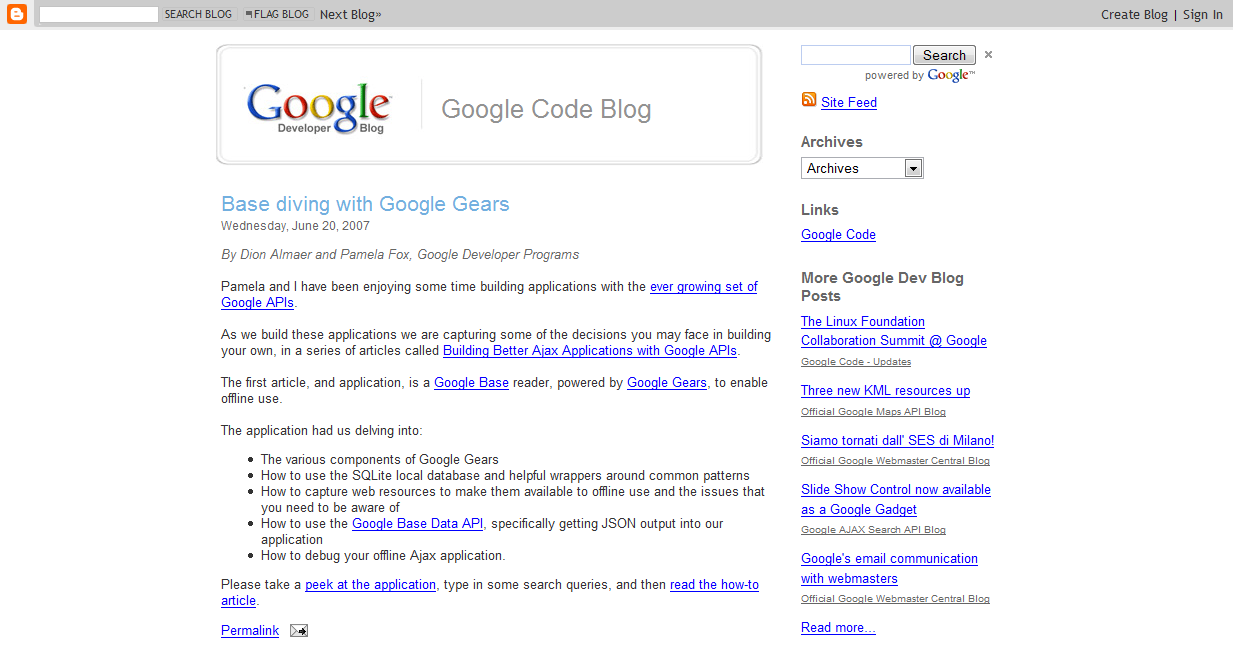 SEARCH BLOG FLAG BLOG Next Blog» Create Blog | Sign In
Google
Developer Blog
Google Code Blog
Base diving with Google Gears
Wednesday, June 20, 2007
By Dion Almaer and Pamela Fox, Google Developer Programs
Pamela and I have been enjoying some time building applications with the ever growing set of
Google APIs.
As we build these applications we are capturing some of the decisions you may face in building
your own, in a series of articles called Building Better Ajax Applications with Google APIs.
The first article, and application, is a Google Base reader, powered by Google Gears, to enable
offline use.
The application had us delving into:
• The various components of Google Gears
• How to use the SQLite local database and helpful wrappers around common patterns
• How to capture web resources to make them available to offline use and the issues that
you need to be aware of
• How to use the Google Base Data API, specifically getting JSON output into our
application
• How to debug your offline Ajax application.
Please take a peek at the application, type in some search queries, and then read the how-to
article.
Permalink
Search ×
powered by Google™
Site Feed
Archives
Archives
Links
Google Code
More Google Dev Blog
Posts
The Linux Foundation
Collaboration Summit @ Google
Google Code - Updates
Three new KML resources up
Official Google Maps API Blog
Siamo tornati dall' SES di Milano!
Official Google Webmaster Central Blog
Slide Show Control now available
as a Google Gadget
Google AJAX Search API Blog
Google's email communication
with webmasters
Official Google Webmaster Central Blog
Read more...